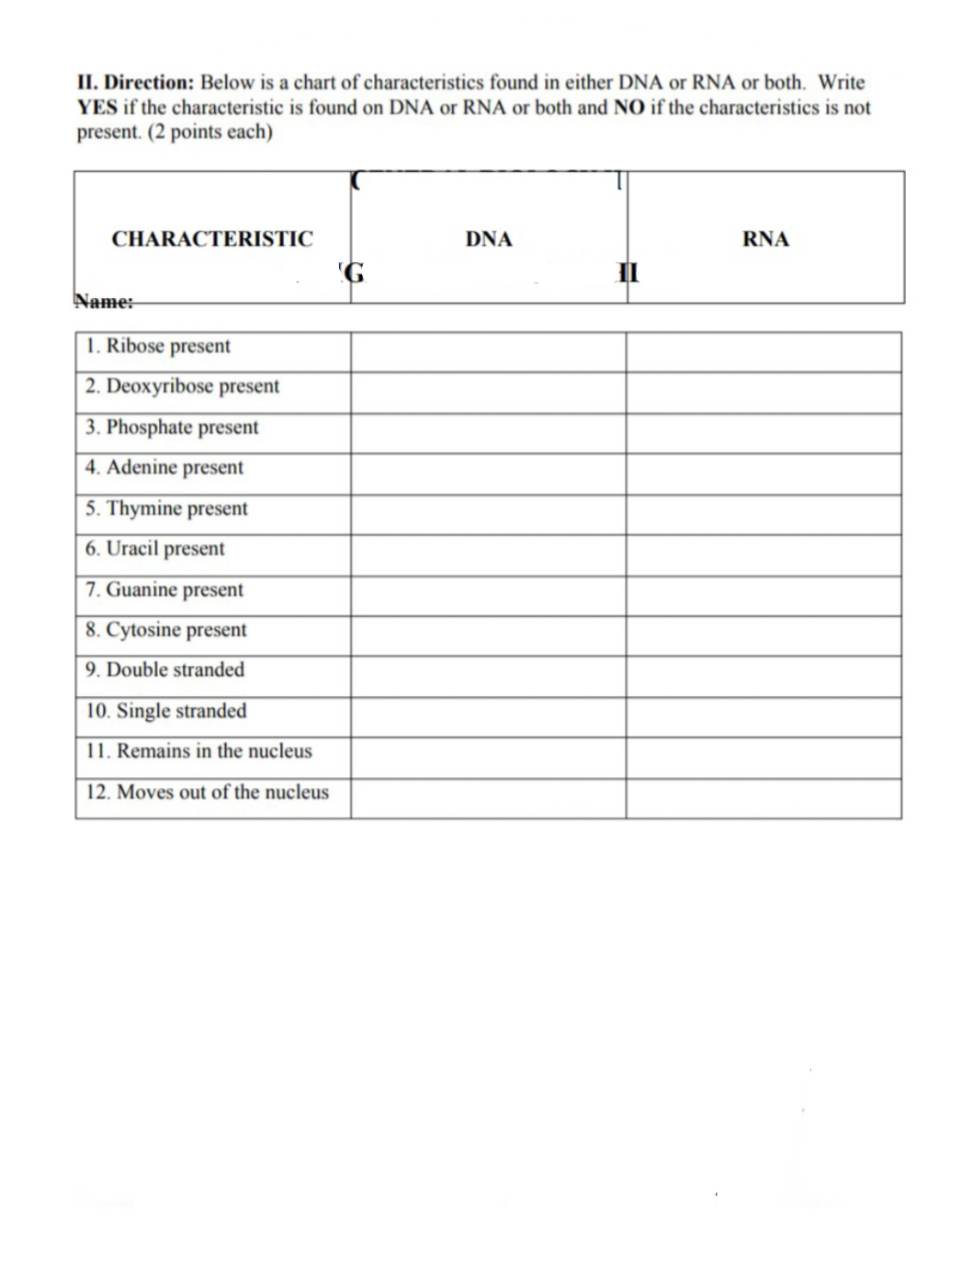 II. Direction: Below is a chart of characteristics found in either DNA or RNA or both. Write
YES if the characteristic is found on DNA or RNA or both and NO if the characteristics is not
present. (2 points each)
CHARACTERISTIC DNA RNA
G II
Name:
1. Ribose present
2. Deoxyribose present
3. Phosphate present
4. Adenine present
5. Thymine present
6. Uracil present
7. Guanine present
8. Cytosine present
9. Double stranded
10. Single stranded
11. Remains in the nucleus
12. Moves out of the nucleus